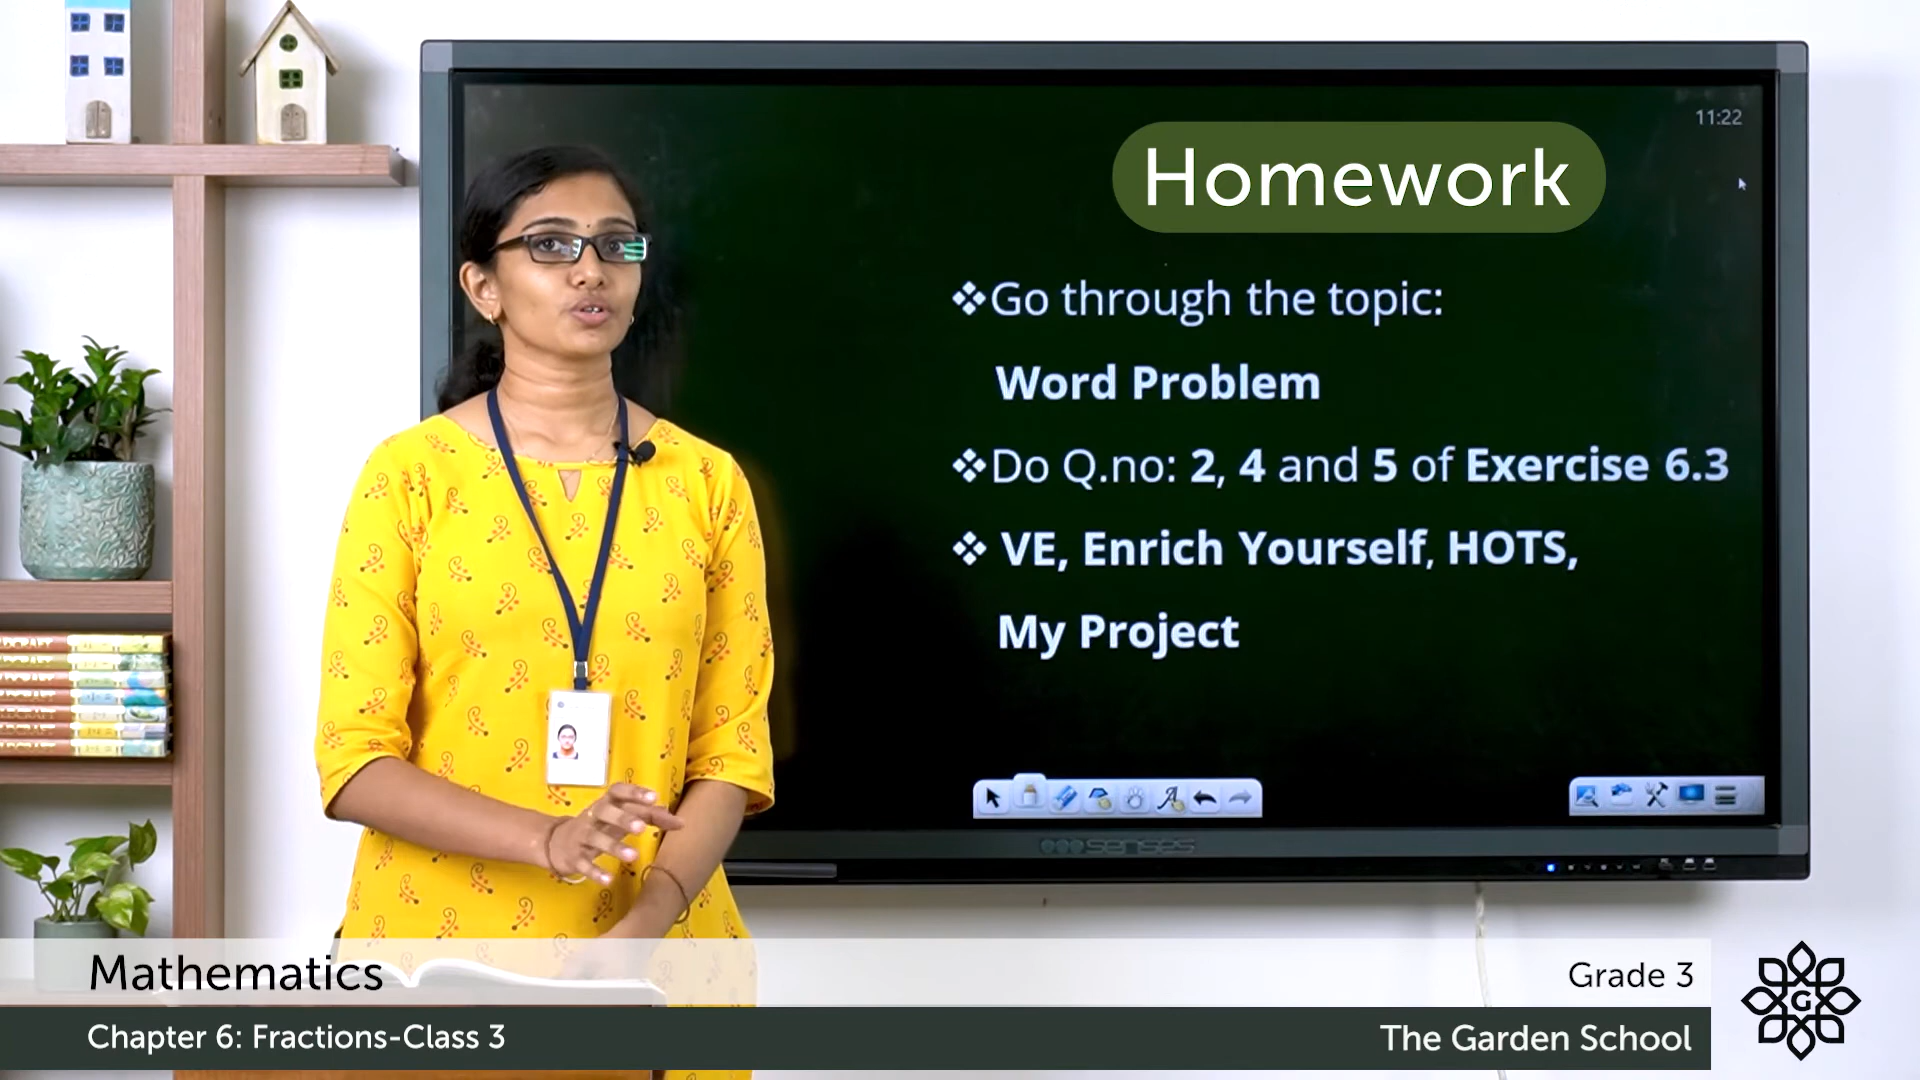 11:22
Homework
❖Go through the topic:
Word Problem
❖Do Q.no: 2, 4 and 5 of Exercise 6.3
❖ VE, Enrich Yourself, HOTS,
My Project
Mathematics
Grade 3
Chapter 6: Fractions-Class 3
The Garden School
G